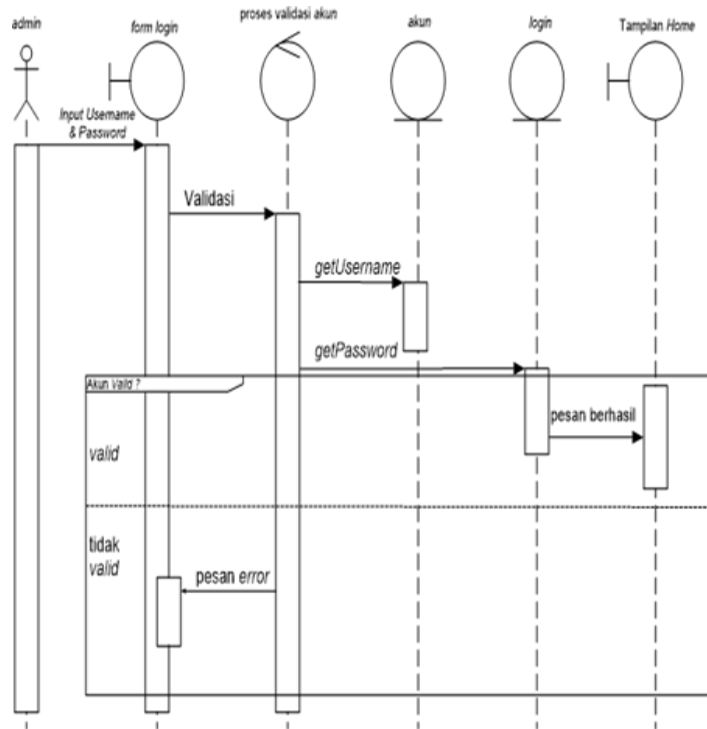 admin
form login
proses validasi akun
akun
login
Tampilan Home
Input Username
& Password
Validasi
getUsername
getPassword
Akun Valid ?
pesan berhasil
valid
tidak
valid
pesan error